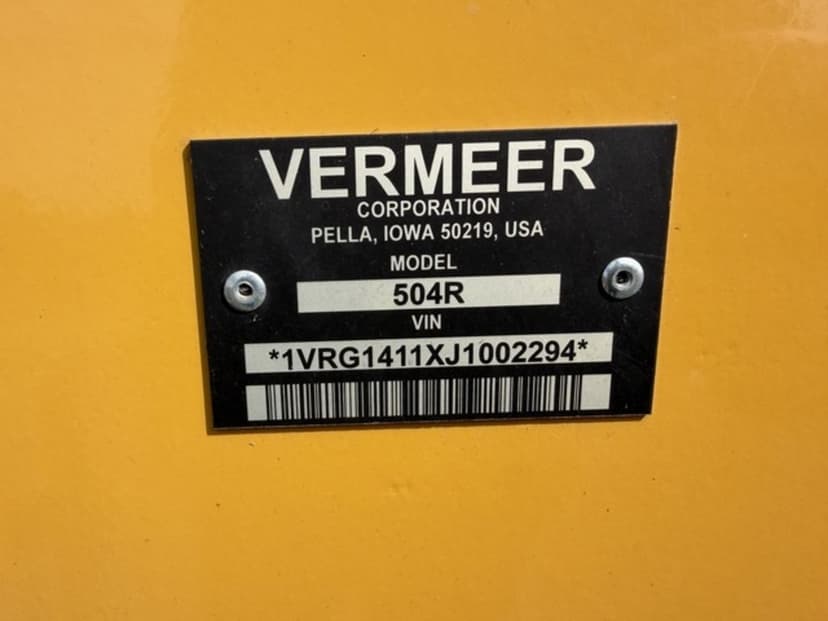 VERMEER
CORPORATION
PELLA, IOWA 50219, USA
MODEL
504R
VIN
*1VRG1411XJ1002294*